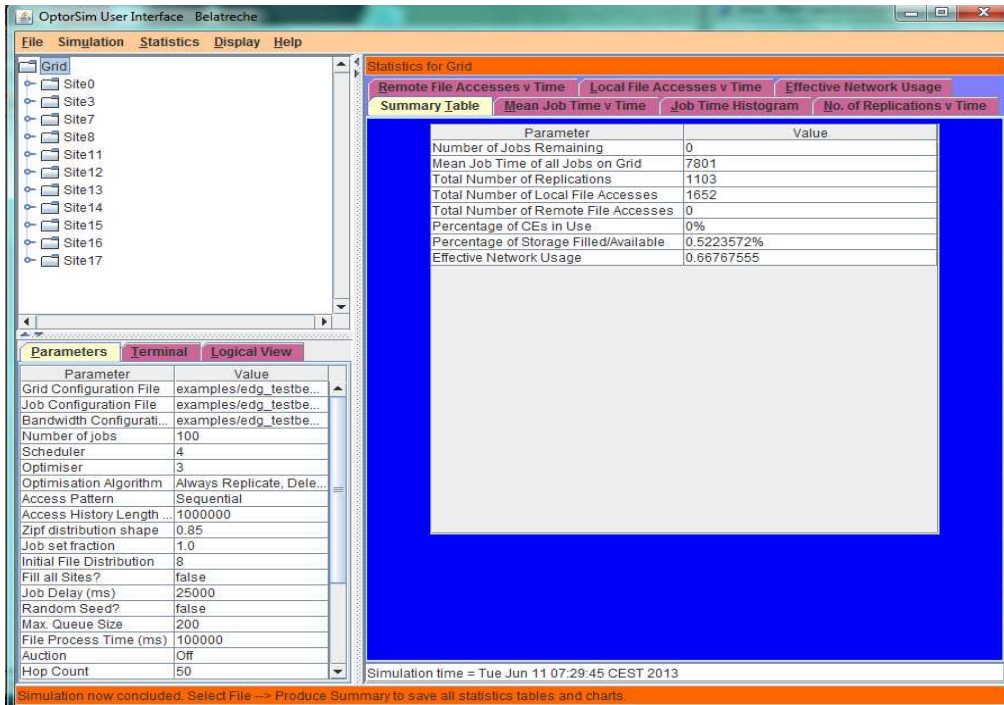 OptorSim User Interface Belatreche
File Simulation Statistics Display Help
Grid
Site0
Site3
Site7
Site8
Site11
Site12
Site13
Site14
Site15
Site16
Site17
Parameters Terminal Logical View
Parameter Value
Grid Configuration File examples/edg_testbe...
Job Configuration File examples/edg_testbe...
Bandwidth Configurati... examples/edg_testbe...
Number of jobs 100
Scheduler 4
Optimiser 3
Optimisation Algorithm Always Replicate, Dele...
Access Pattern Sequential
Access History Length ... 1000000
Zipf distribution shape 0.85
Job set fraction 1.0
Initial File Distribution 8
Fill all Sites? false
Job Delay (ms) 25000
Random Seed? false
Max. Queue Size 200
File Process Time (ms) 100000
Auction Off
Hop Count 50
Statistics for Grid
Remote File Accesses v Time Local File Accesses v Time Effective Network Usage
Summary Table Mean Job Time v Time Job Time Histogram No. of Replications v Time
Parameter Value
Number of Jobs Remaining 0
Mean Job Time of all Jobs on Grid 7801
Total Number of Replications 1103
Total Number of Local File Accesses 1652
Total Number of Remote File Accesses 0
Percentage of CEs in Use 0%
Percentage of Storage Filled/Available 0.5223572%
Effective Network Usage 0.66767555
Simulation time = Tue Jun 11 07:29:45 CEST 2013
Simulation now concluded. Select File --> Produce Summary to save all statistics tables and charts.